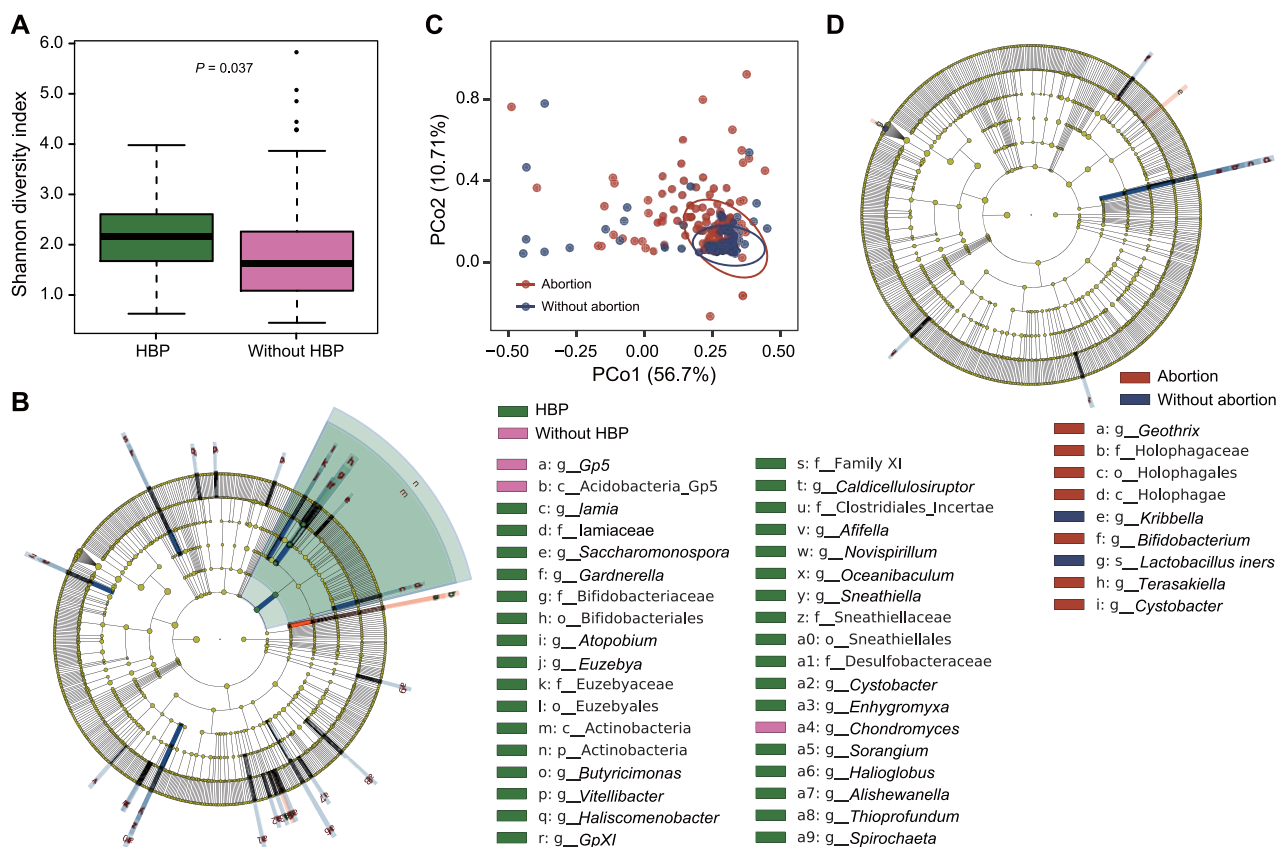 A
6.0
5.0
4.0
3.0
2.0
1.0
Shannon diversity index
P = 0.037
HBP
Without HBP
C
0.8
0.4
0.0
PCo2 (10.71%)
Abortion
Without abortion
−0.50
−0.25
0.00
0.25
0.50
PCo1 (56.7%)
D
Abortion
Without abortion
a: g__Geothrix
b: f__Holophagaceae
c: o__Holophagales
d: c__Holophagae
e: g__Kribbella
f: g__Bifidobacterium
g: s__Lactobacillus iners
h: g__Terasakiella
i: g__Cystobacter
B
n
m
HBP
Without HBP
a: g__Gp5
b: c__Acidobacteria_Gp5
c: g__Iamia
d: f__Iamiaceae
e: g__Saccharomonospora
f: g__Gardnerella
g: f__Bifidobacteriaceae
h: o__Bifidobacteriales
i: g__Atopobium
j: g__Euzebya
k: f__Euzebyaceae
l: o__Euzebyales
m: c__Actinobacteria
n: p__Actinobacteria
o: g__Butyricimonas
p: g__Vitellibacter
q: g__Haliscomenobacter
r: g__GpXI
s: f__Family XI
t: g__Caldicellulosiruptor
u: f__Clostridiales_Incertae
v: g__Afifella
w: g__Novispirillum
x: g__Oceanibaculum
y: g__Sneathiella
z: f__Sneathiellaceae
a0: o__Sneathiellales
a1: f__Desulfobacteraceae
a2: g__Cystobacter
a3: g__Enhygromyxa
a4: g__Chondromyces
a5: g__Sorangium
a6: g__Halioglobus
a7: g__Alishewanella
a8: g__Thioprofundum
a9: g__Spirochaeta